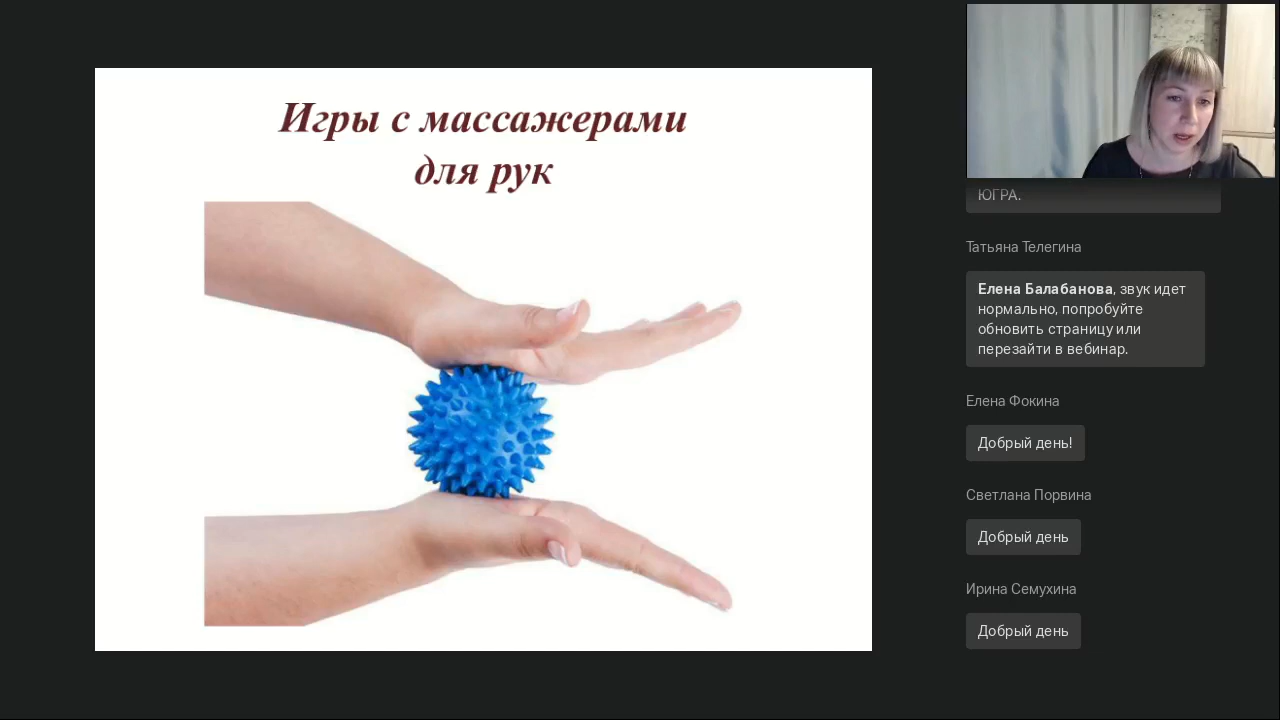 Игры с массажерами
для рук
ЮГРА.
Татьяна Телегина
Елена Балабанова, звук идет
нормально, попробуйте
обновить страницу или
перезайти в вебинар.
Елена Фокина
Добрый день!
Светлана Порвина
Добрый день
Ирина Семухина
Добрый день